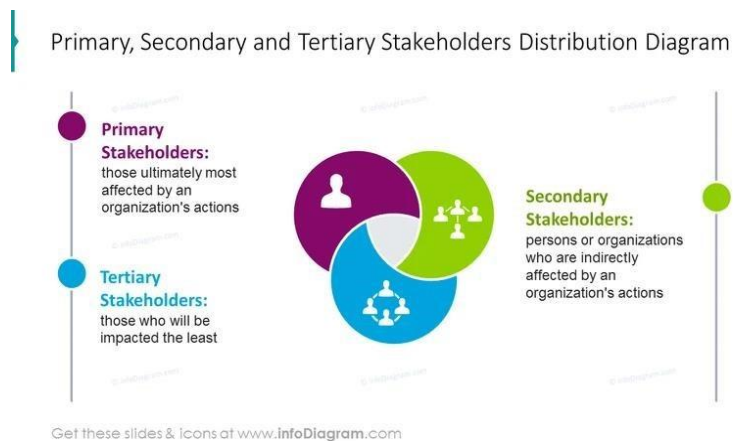 Primary, Secondary and Tertiary Stakeholders Distribution Diagram
Primary
Stakeholders:
those ultimately most
affected by an
organization's actions
Tertiary
Stakeholders:
those who will be
impacted the least
Secondary
Stakeholders:
persons or organizations
who are indirectly
affected by an
organization's actions
Get these slides & icons at www.infoDiagram.com